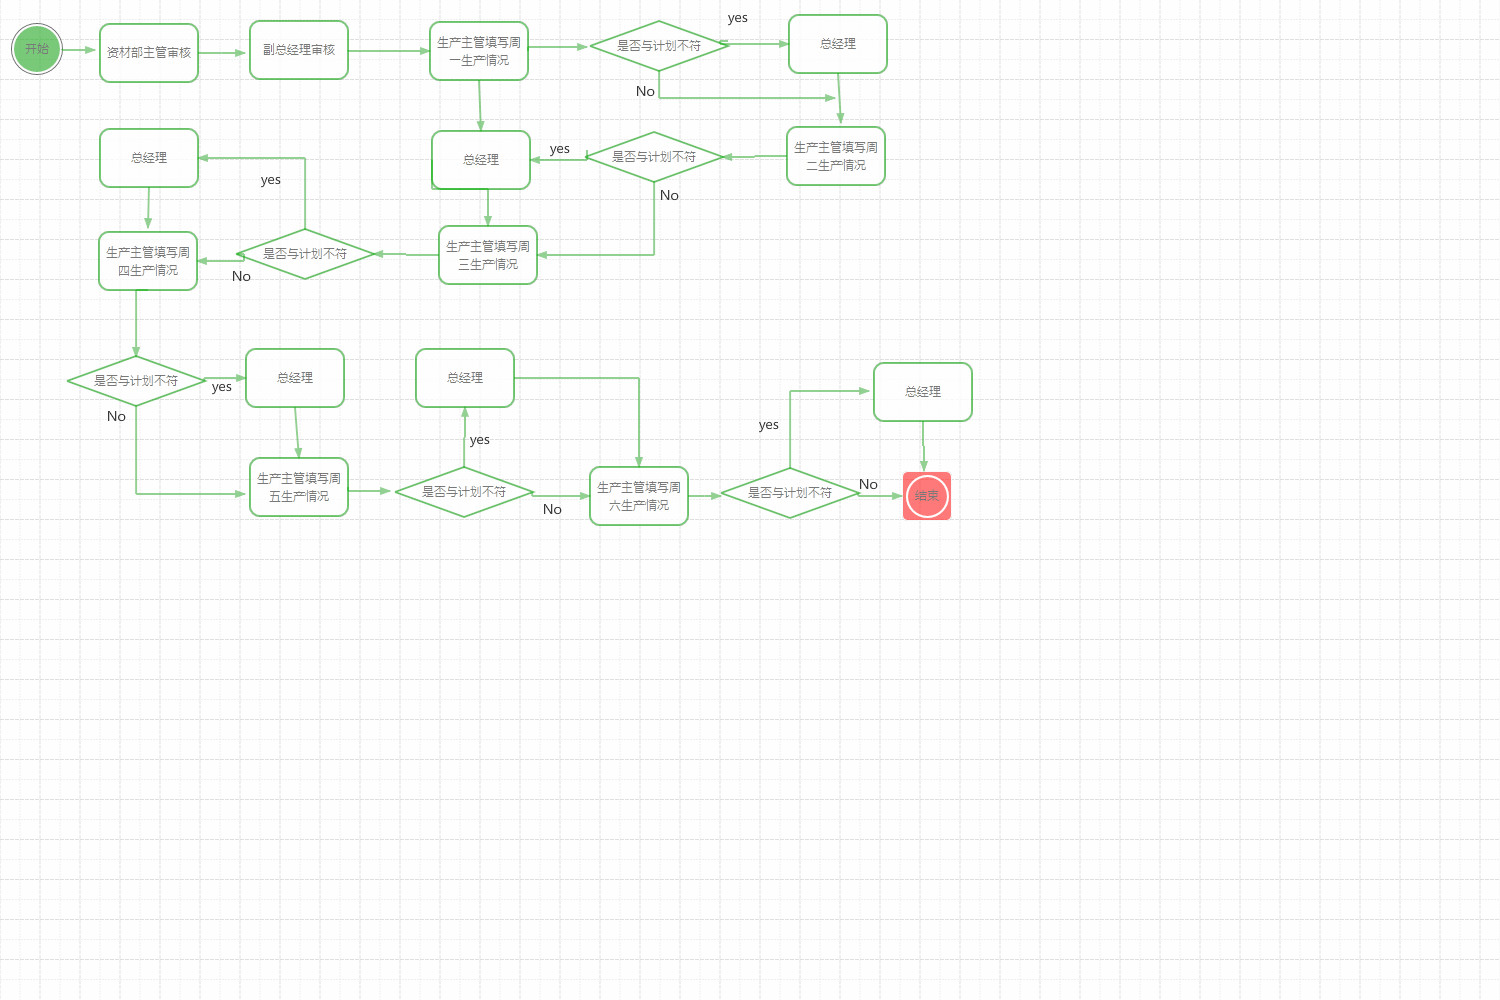 开始
资材部主管审核
副总经理审核
生产主管填写周
一生产情况
是否与计划不符
yes
总经理
No
总经理
yes
总经理
yes
是否与计划不符
No
生产主管填写周
二生产情况
生产主管填写周
四生产情况
No
是否与计划不符
生产主管填写周
三生产情况
是否与计划不符
yes
No
总经理
总经理
yes
yes
总经理
生产主管填写周
五生产情况
是否与计划不符
No
生产主管填写周
六生产情况
是否与计划不符
No
结束